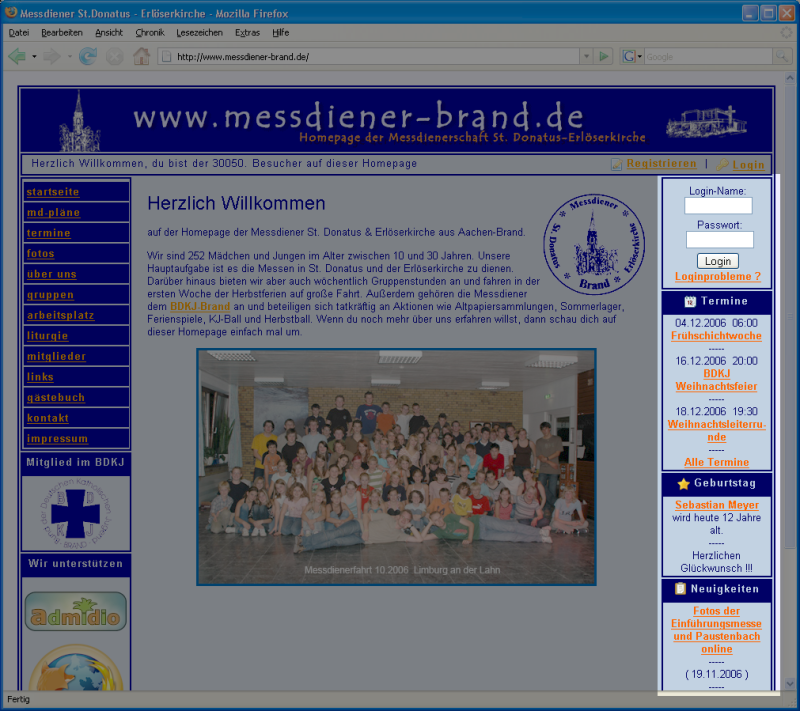 Messdiener St.Donatus - Erlöserkirche - Mozilla Firefox
Datei Bearbeiten Ansicht Chronik Lesezeichen Extras Hilfe
http://www.messdiener-brand.de/
Google
www.messdiener-brand.de
Homepage der Messdienerschaft St. Donatus-Erlöserkirche
Herzlich Willkommen, du bist der 30050. Besucher auf dieser Homepage
Registrieren | Login
startseite
md-pläne
termine
fotos
über uns
gruppen
arbeitsplatz
liturgie
mitglieder
links
gästebuch
kontakt
impressum
Mitglied im BDKJ
Wir unterstützen
admidio
Herzlich Willkommen
Messdiener
St. Donatus
Erlöserkirche
Brand
auf der Homepage der Messdiener St. Donatus & Erlöserkirche aus Aachen-Brand.
Wir sind 252 Mädchen und Jungen im Alter zwischen 10 und 30 Jahren. Unsere
Hauptaufgabe ist es die Messen in St. Donatus und der Erlöserkirche zu dienen.
Darüber hinaus bieten wir aber auch wöchentlich Gruppenstunden an und fahren in der
ersten Woche der Herbstferien auf große Fahrt. Außerdem gehören die Messdiener
dem BDKJ-Brand an und beteiligen sich tatkräftig an Aktionen wie Altpapiersammlungen, Sommerlager,
Ferienspiele, KJ-Ball und Herbstball. Wenn du noch mehr über uns erfahren willst, dann schau dich auf
dieser Homepage einfach mal um.
Messdienerfahrt 10.2006 Limburg an der Lahn
Login-Name:
Passwort:
Login
Loginprobleme ?
Termine
04.12.2006 06:00
Frühschichtwoche
-----
16.12.2006 20:00
BDKJ
Weihnachtsfeier
-----
18.12.2006 19:30
Weihnachtsleiterru-
nde
-----
Alle Termine
Geburtstag
Sebastian Meyer
wird heute 12 Jahre
alt.
-----
Herzlichen
Glückwunsch !!!
Neuigkeiten
Fotos der
Einführungsmesse
und Paustenbach
online
-----
( 19.11.2006 )
-----
Fertig